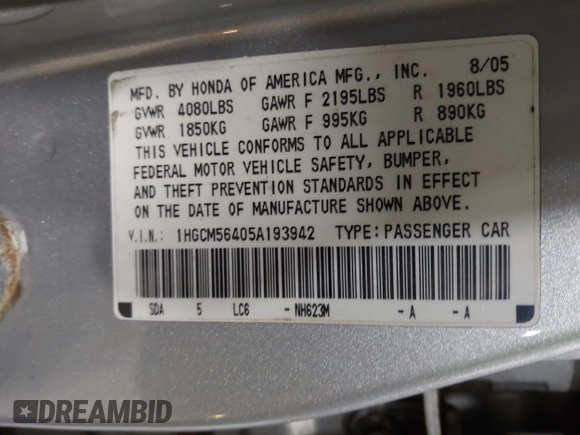 MFD. BY HONDA OF AMERICA MFG., INC. 8/05
GVWR 4080LBS GAWR F 2195LBS R 1960LBS
GVWR 1850KG GAWR F 995KG R 890KG
THIS VEHICLE CONFORMS TO ALL APPLICABLE
FEDERAL MOTOR VEHICLE SAFETY, BUMPER,
AND THEFT PREVENTION STANDARDS IN EFFECT
ON THE DATE OF MANUFACTURE SHOWN ABOVE.
V.I.N.: 1HGCM56405A193942 TYPE: PASSENGER CAR
SDA 5 LC6 - NH623M - A - A
DREAMBID